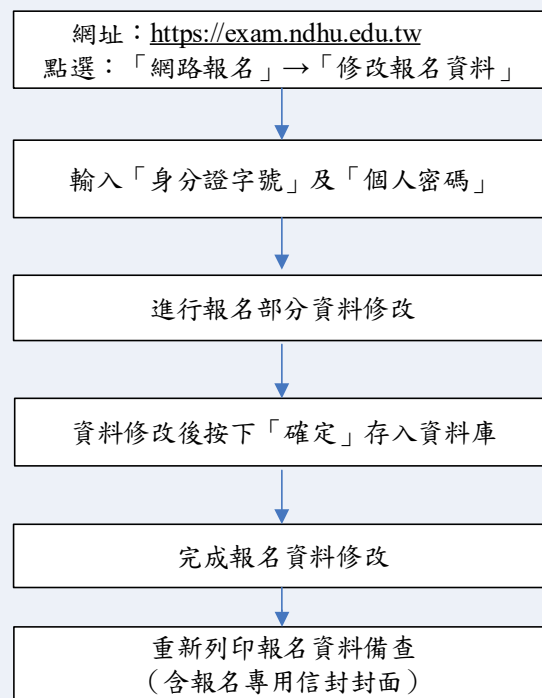 網址：https://exam.ndhu.edu.tw
點選：「網路報名」→「修改報名資料」
輸入「身分證字號」及「個人密碼」
進行報名部分資料修改
資料修改後按下「確定」存入資料庫
完成報名資料修改
重新列印報名資料備查
（含報名專用信封封面）